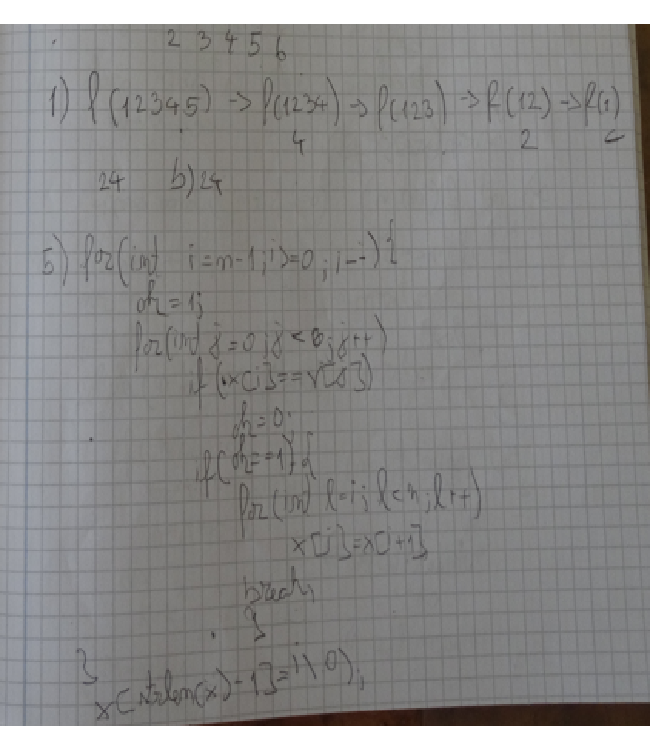 2 3 4 5 6
1) f(12345) -> f(1234) -> f(123) -> f(12) -> f(1)
4 2
24 b) 24
5) for(int i=n-1;i>=0;i--){
ok=1;
for(int j=0;j<6;j++)
if(x[i]==v[j])
ok=0;
if(ok==1){
for(int l=i;l<n;l++)
x[i]=x[i+1]
break;
}
}
x[strlen(x)-1]='\0';